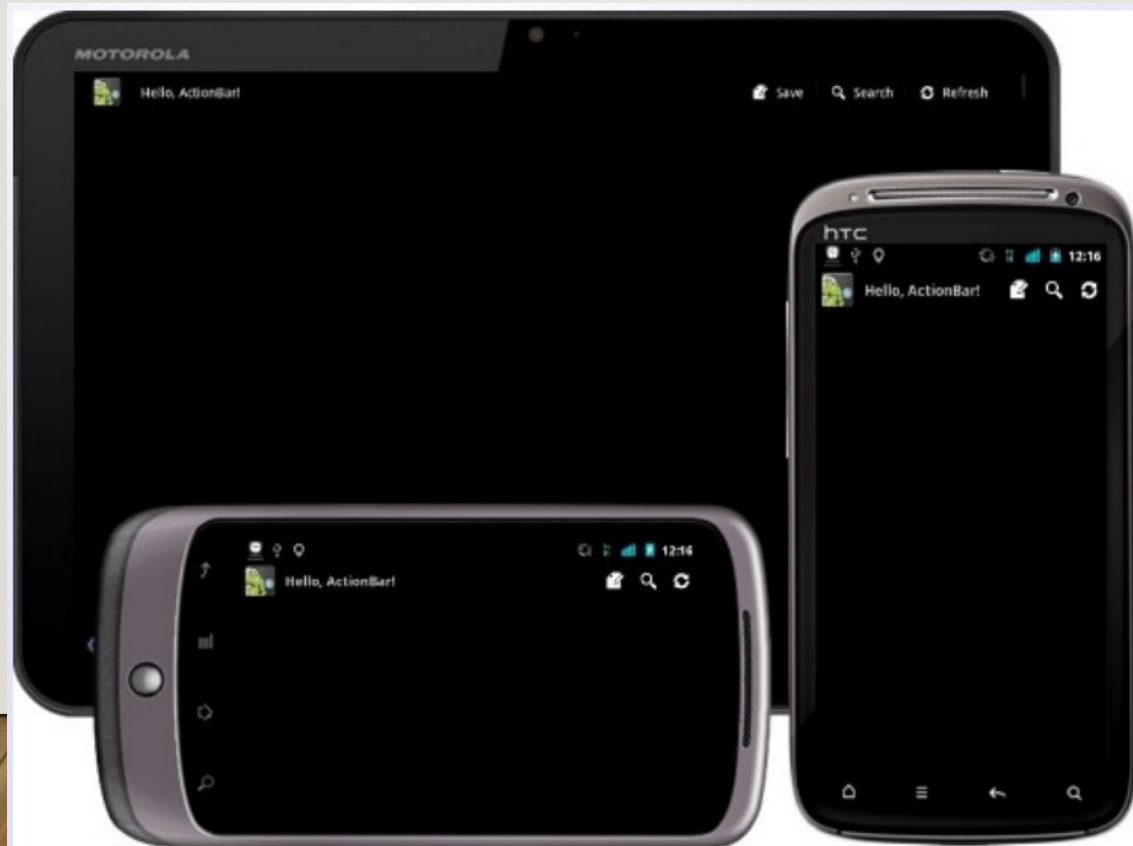 MOTOROLA
Hello, ActionBar!
Save
Search
Refresh
hTC
12:16
Hello, ActionBar!
12:16
Hello, ActionBar!